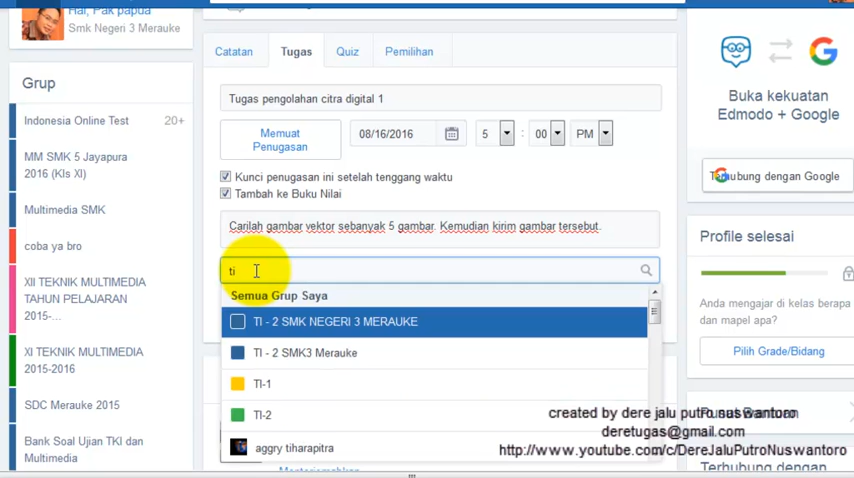 Hai, Pak papua
Smk Negeri 3 Merauke
Grup
Indonesia Online Test 20+
MM SMK 5 Jayapura
2016 (Kls XI)
Multimedia SMK
coba ya bro
XII TEKNIK MULTIMEDIA
TAHUN PELAJARAN
2015-...
XI TEKNIK MULTIMEDIA
2015-2016
SDC Merauke 2015
Bank Soal Ujian TKI dan
Multimedia
Catatan Tugas Quiz Pemilihan
Tugas pengolahan citra digital 1
Memuat
Penugasan
08/16/2016 5 : 00 PM
Kunci penugasan ini setelah tenggang waktu
Tambah ke Buku Nilai
Carilah gambar vektor sebanyak 5 gambar. Kemudian kirim gambar tersebut.
ti
Semua Grup Saya
TI - 2 SMK NEGERI 3 MERAUKE
TI - 2 SMK3 Merauke
TI-1
TI-2
aggry tiharapitra
Menterjemahkan
Buka kekuatan
Edmodo + Google
Terhubung dengan Google
Profile selesai
Anda mengajar di kelas berapa
dan mapel apa?
Pilih Grade/Bidang
created by dere jalu putro nuswantoro
deretugas@gmail.com
http://www.youtube.com/c/DereJaluPutroNuswantoro
Terhubung dengan